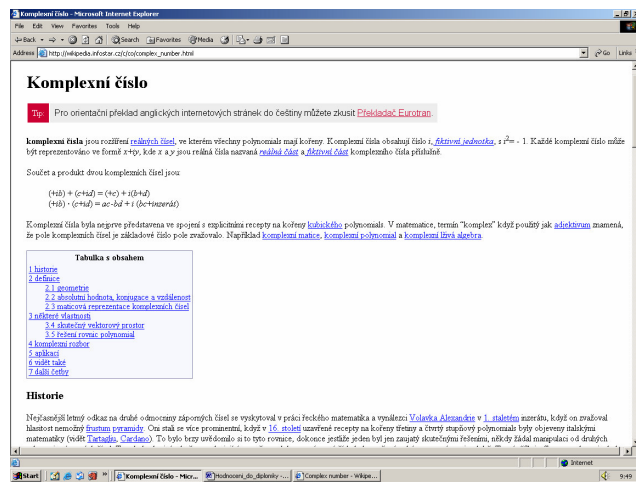 Komplexní číslo - Microsoft Internet Explorer
File Edit View Favorites Tools Help
Back Search Favorites Media
Address http://wikipedia.infostar.cz/c/co/complex_number.html Go Links
Komplexní číslo
Tip: Pro orientační překlad anglických internetových stránek do češtiny můžete zkusit Překladač Eurotran.
komplexní čísla jsou rozšíření reálných čísel, ve kterém všechny polynomials mají kořeny. Komplexní čísla obsahují číslo i, fiktivní jednotka, s i²= - 1. Každé komplexní číslo může
být reprezentováno ve formě x+iy, kde x a y jsou reálná čísla nazvaná reálná část a fiktivní část komplexního čísla příslušně.
Součet a produkt dvou komplexních čísel jsou:
(+ib) + (c+id) = (+c) + i(b+d)
(+ib) · (c+id) = ac-bd + i (bc+inzerát)
Komplexní čísla byla nejprve představena ve spojení s explicitními recepty na kořeny kubického polynomials. V matematice, termín "komplex" když použitý jak adjektivum znamená,
že pole komplexních čísel je základové číslo pole zvažovalo. Například komplexní matice, komplexní polynomial a komplexní lživá algebra.
Tabulka s obsahem
1 historie
2 definice
2.1 geometrie
2.2 absolutní hodnota, konjugace a vzdálenost
2.3 maticová reprezentace komplexních čísel
3 některé vlastnosti
3.4 skutečný vektorový prostor
3.5 řešení rovnic polynomial
4 komplexní rozbor
5 aplikací
6 vidět také
7 další četby
Historie
Nejčasnější letmý odkaz na druhé odmocniny záporných čísel se vyskytoval v práci řeckého matematika a vynálezci Volavka Alexandrie v 1. staletém inzerátu, když on zvažoval
hlasitost nemožný frustum pyramidy. Oni stali se více prominentní, když v 16. století uzavřené recepty na kořeny třetina a čtvrtý stupňový polynomials byly objeveny italskými
matematiky (vidět Tartaglia, Cardano). To bylo brzy uvědomilo si to tyto rovnice, dokonce jestliže jeden byl jen zaujatý skutečnými řešeními, někdy žádal manipulaci od druhých
Internet
Start Komplexní číslo - Micr... Hodnoceni_do_diplomky -... Complex number - Wikipe... 9:49